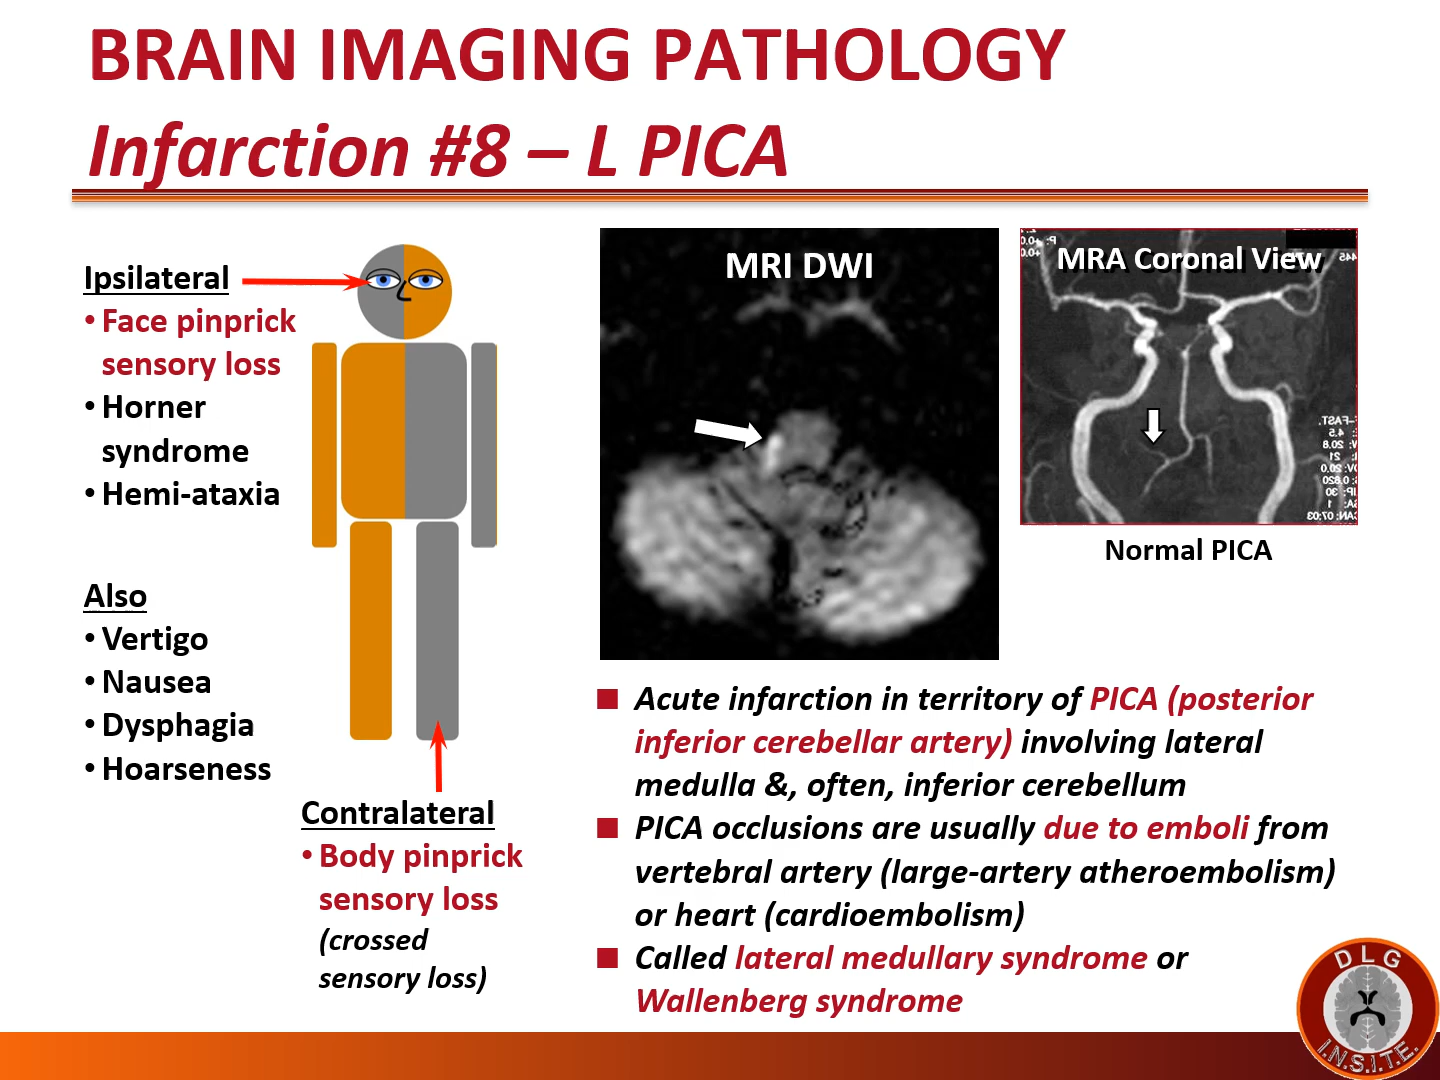 BRAIN IMAGING PATHOLOGY
Infarction #8 – L PICA
Ipsilateral
• Face pinprick
sensory loss
• Horner
syndrome
• Hemi-ataxia
Also
• Vertigo
• Nausea
• Dysphagia
• Hoarseness
Contralateral
• Body pinprick
sensory loss
(crossed
sensory loss)
MRI DWI
MRA Coronal View
Normal PICA
■ Acute infarction in territory of PICA (posterior
inferior cerebellar artery) involving lateral
medulla &, often, inferior cerebellum
■ PICA occlusions are usually due to emboli from
vertebral artery (large-artery atheroembolism)
or heart (cardioembolism)
■ Called lateral medullary syndrome or
Wallenberg syndrome
DLG
I.N.S.I.T.E.